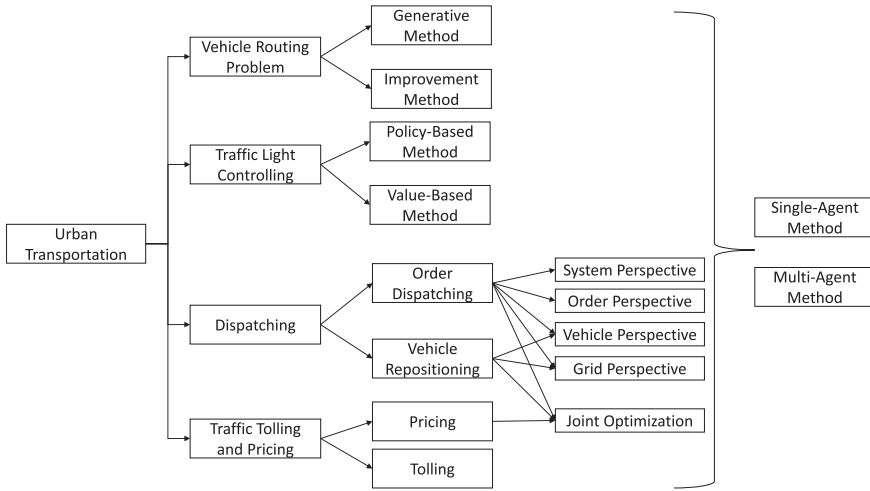 Urban
Transportation
Vehicle Routing
Problem
Traffic Light
Controlling
Dispatching
Traffic Tolling
and Pricing
Generative
Method
Improvement
Method
Policy-Based
Method
Value-Based
Method
Order
Dispatching
Vehicle
Repositioning
Pricing
Tolling
System Perspective
Order Perspective
Vehicle Perspective
Grid Perspective
Joint Optimization
Single-Agent
Method
Multi-Agent
Method